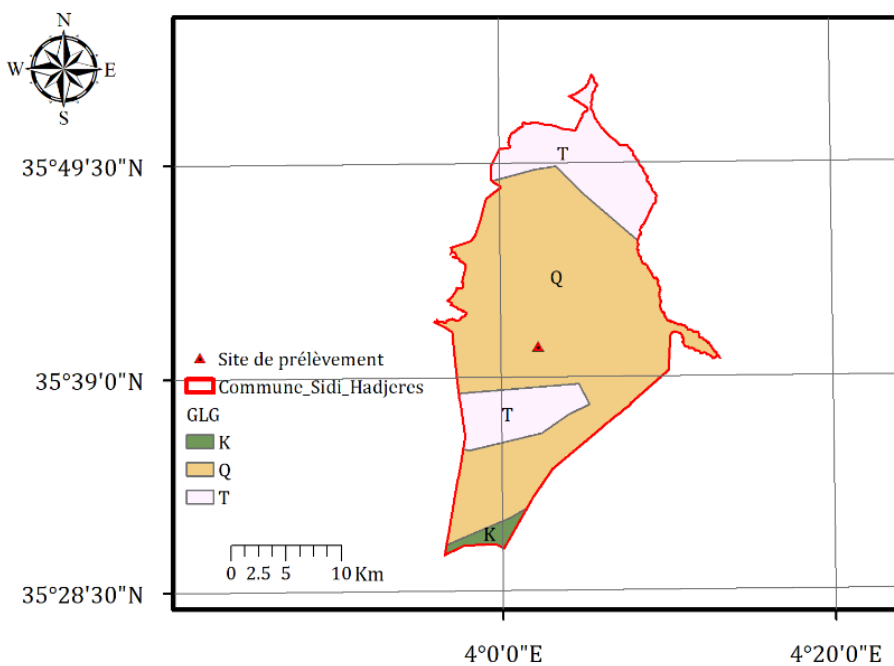 N
W E
S
35°49'30"N
T
Q
Site de prélèvement
35°39'0"N
Commune_Sidi_Hadjeres
T
GLG
K
Q
T
K
0 2.5 5 10 Km
35°28'30"N
4°0'0"E
4°20'0"E